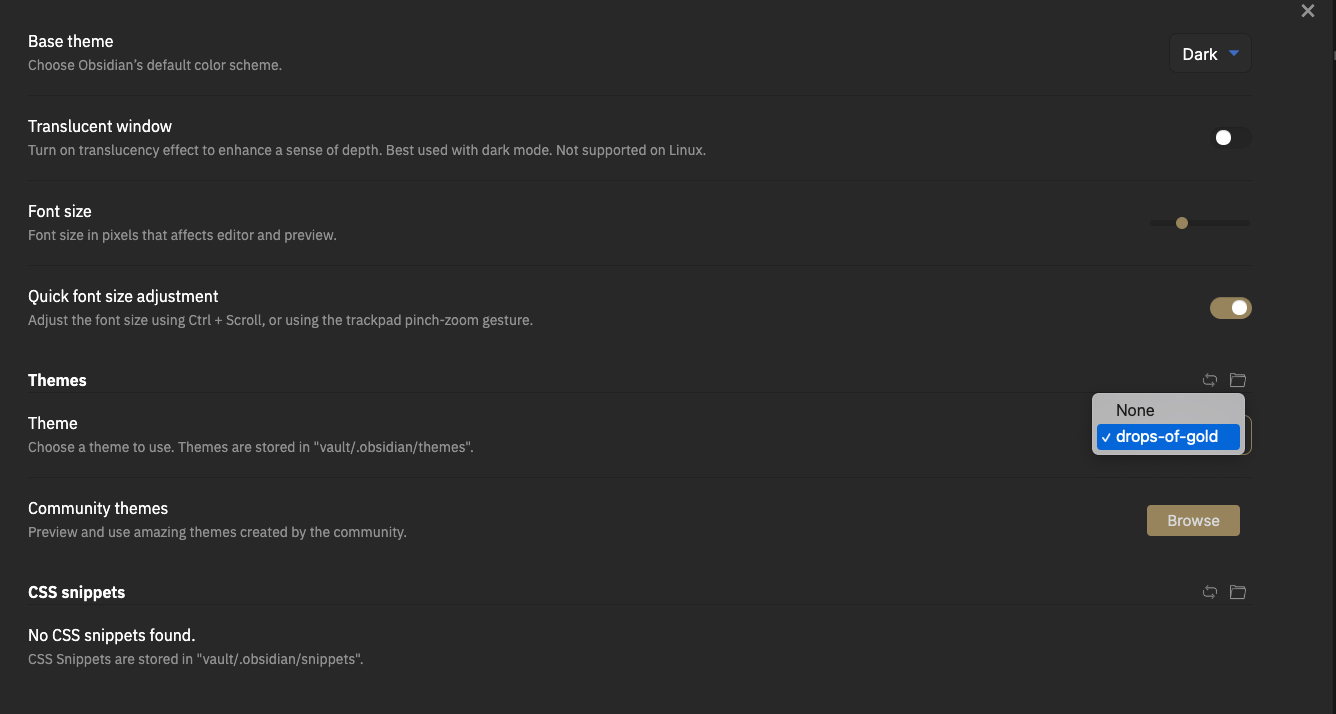 Base theme
Choose Obsidian’s default color scheme.
Dark
Translucent window
Turn on translucency effect to enhance a sense of depth. Best used with dark mode. Not supported on Linux.
Font size
Font size in pixels that affects editor and preview.
Quick font size adjustment
Adjust the font size using Ctrl + Scroll, or using the trackpad pinch-zoom gesture.
Themes
Theme
Choose a theme to use. Themes are stored in "vault/.obsidian/themes".
None
✓ drops-of-gold
Community themes
Preview and use amazing themes created by the community.
Browse
CSS snippets
No CSS snippets found.
CSS Snippets are stored in "vault/.obsidian/snippets".